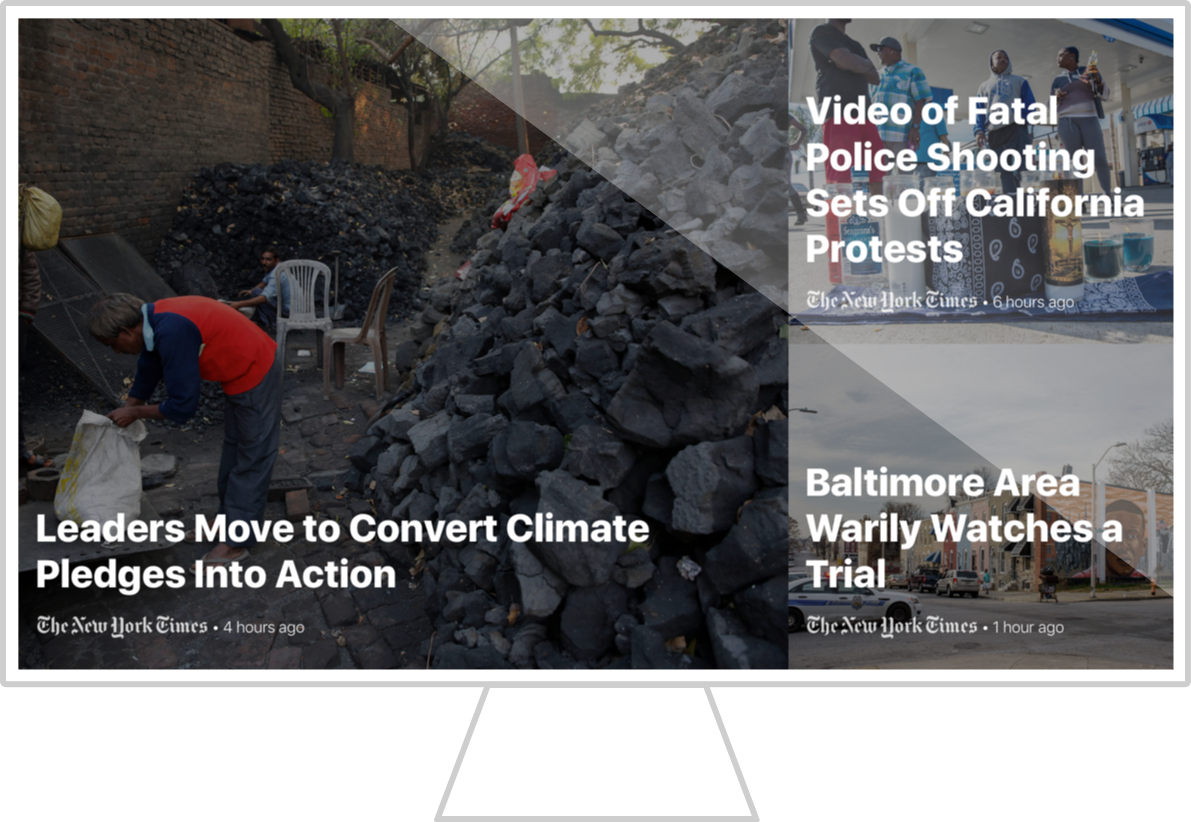 Leaders Move to Convert Climate
Pledges Into Action
The New York Times • 4 hours ago
Video of Fatal
Police Shooting
Sets Off California
Protests
The New York Times • 6 hours ago
Baltimore Area
Warily Watches a
Trial
The New York Times • 1 hour ago